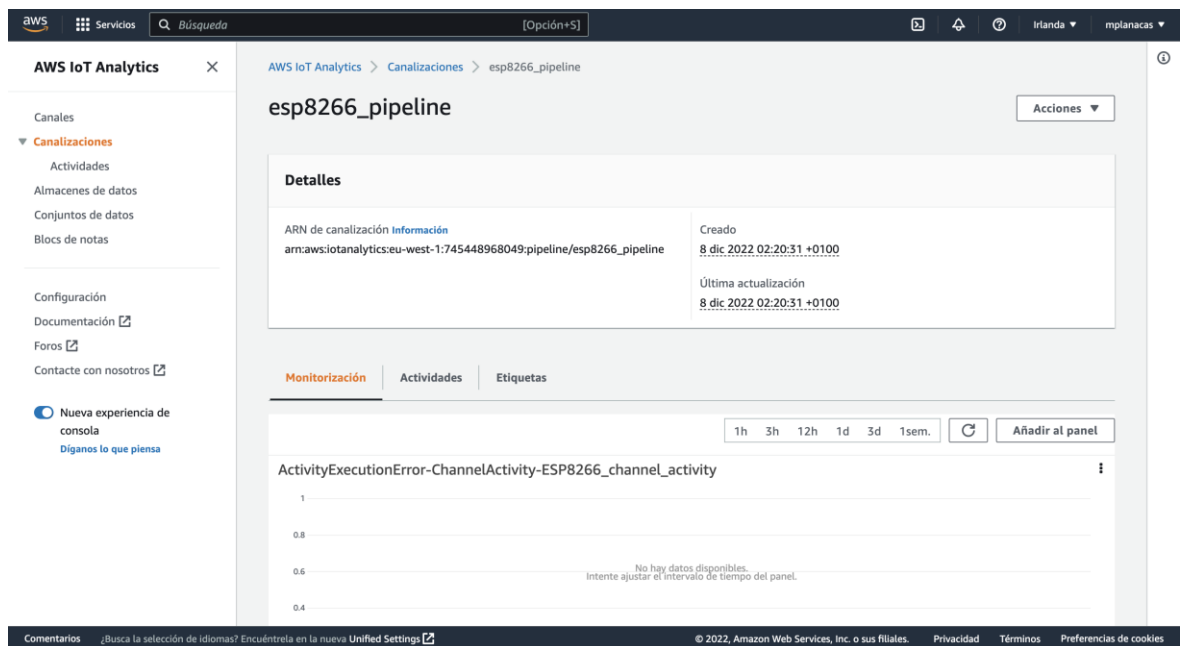 aws Servicios Búsqueda [Opción+S] Irlanda ▼ mplanacas ▼
AWS IoT Analytics
Canales
Canalizaciones
Actividades
Almacenes de datos
Conjuntos de datos
Blocs de notas
Configuración
Documentación
Foros
Contacte con nosotros
Nueva experiencia de
consola
Díganos lo que piensa
AWS IoT Analytics > Canalizaciones > esp8266_pipeline
esp8266_pipeline
Acciones ▼
Detalles
ARN de canalización Información
arn:aws:iotanalytics:eu-west-1:745448968049:pipeline/esp8266_pipeline
Creado
8 dic 2022 02:20:31 +0100
Última actualización
8 dic 2022 02:20:31 +0100
Monitorización Actividades Etiquetas
1h 3h 12h 1d 3d 1sem. Añadir al panel
ActivityExecutionError-ChannelActivity-ESP8266_channel_activity
1
0.8
0.6
0.4
No hay datos disponibles.
Intente ajustar el intervalo de tiempo del panel.
Comentarios ¿Busca la selección de idiomas? Encuéntrela en la nueva Unified Settings © 2022, Amazon Web Services, Inc. o sus filiales. Privacidad Términos Preferencias de cookies